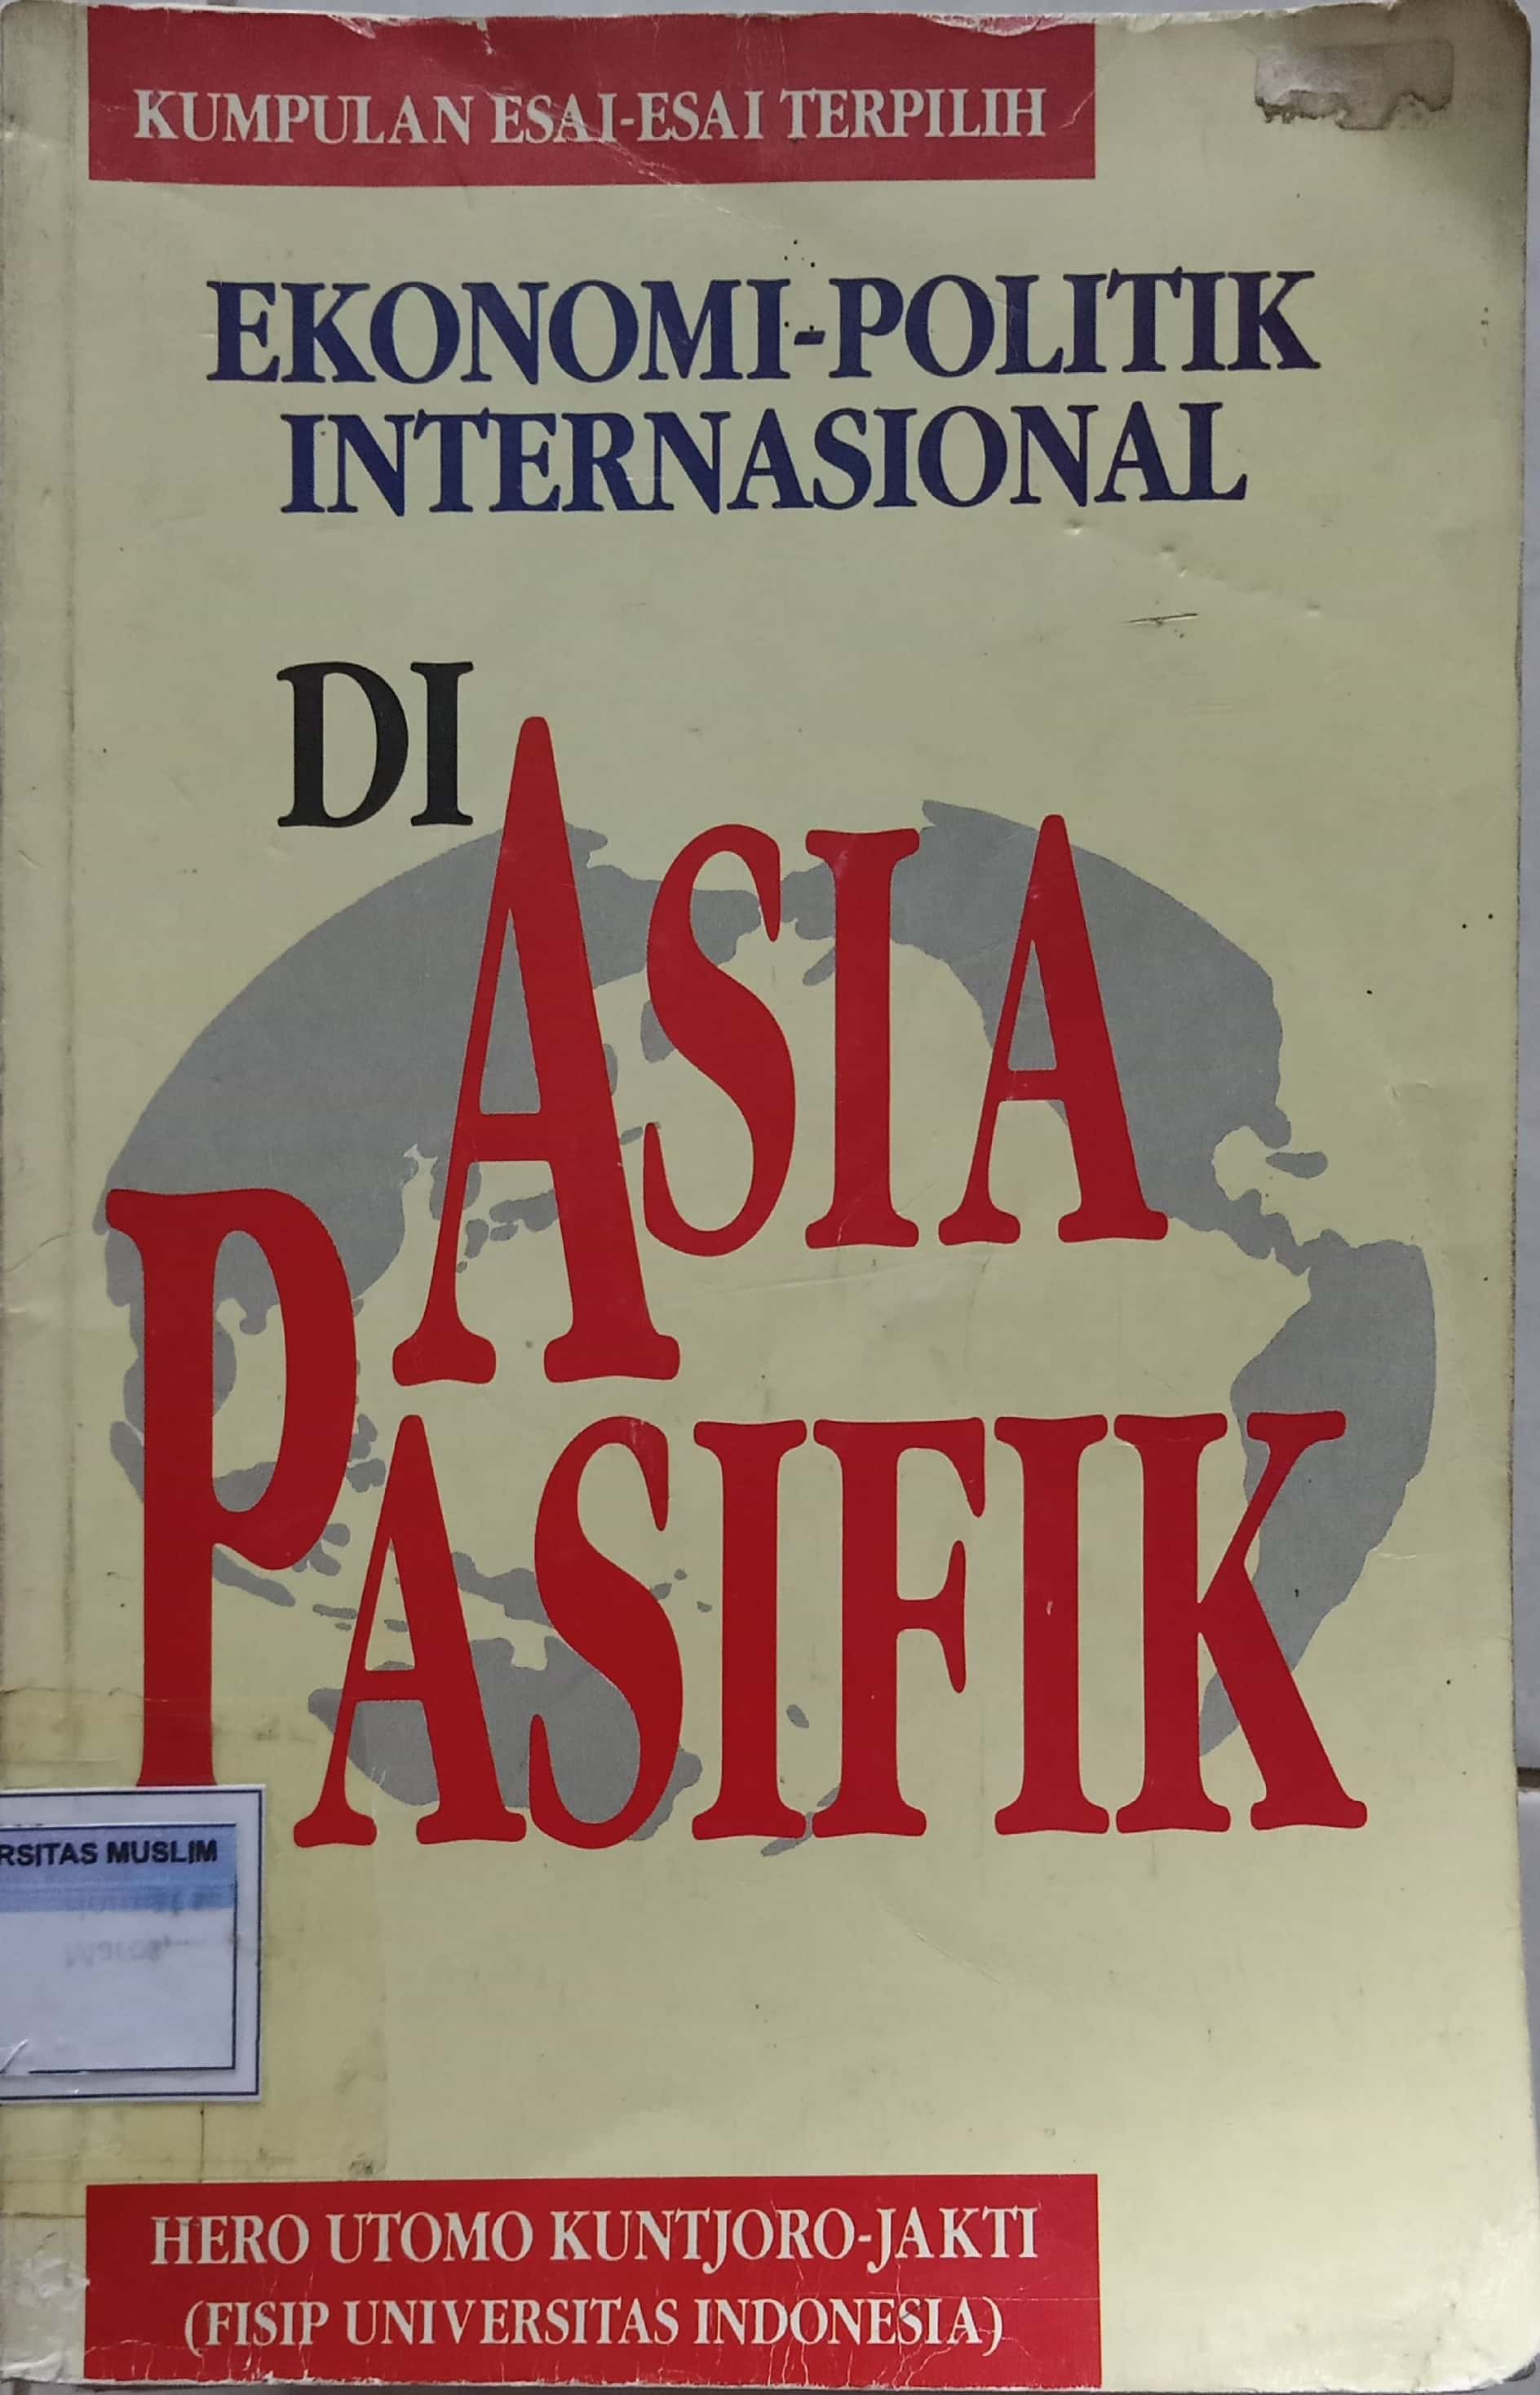 KUMPULAN ESAI-ESAI TERPILIH
EKONOMI-POLITIK
INTERNASIONAL
DI
ASIA
PASIFIK
RSITAS MUSLIM
HERO UTOMO KUNTJORO-JAKTI
(FISIP UNIVERSITAS INDONESIA)